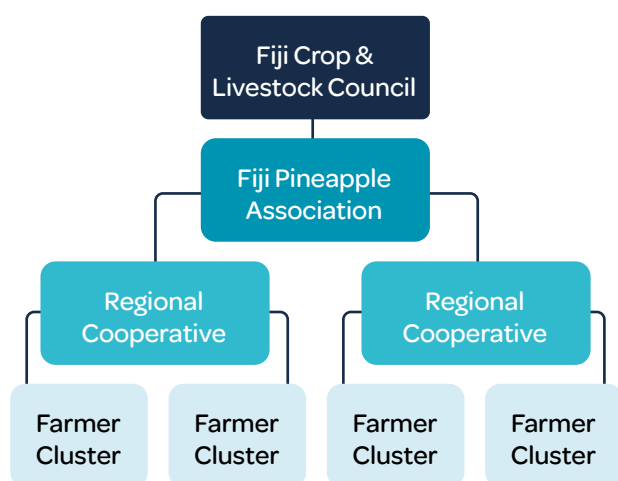 Fiji Crop &
Livestock Council
Fiji Pineapple
Association
Regional
Cooperative
Regional
Cooperative
Farmer
Cluster
Farmer
Cluster
Farmer
Cluster
Farmer
Cluster